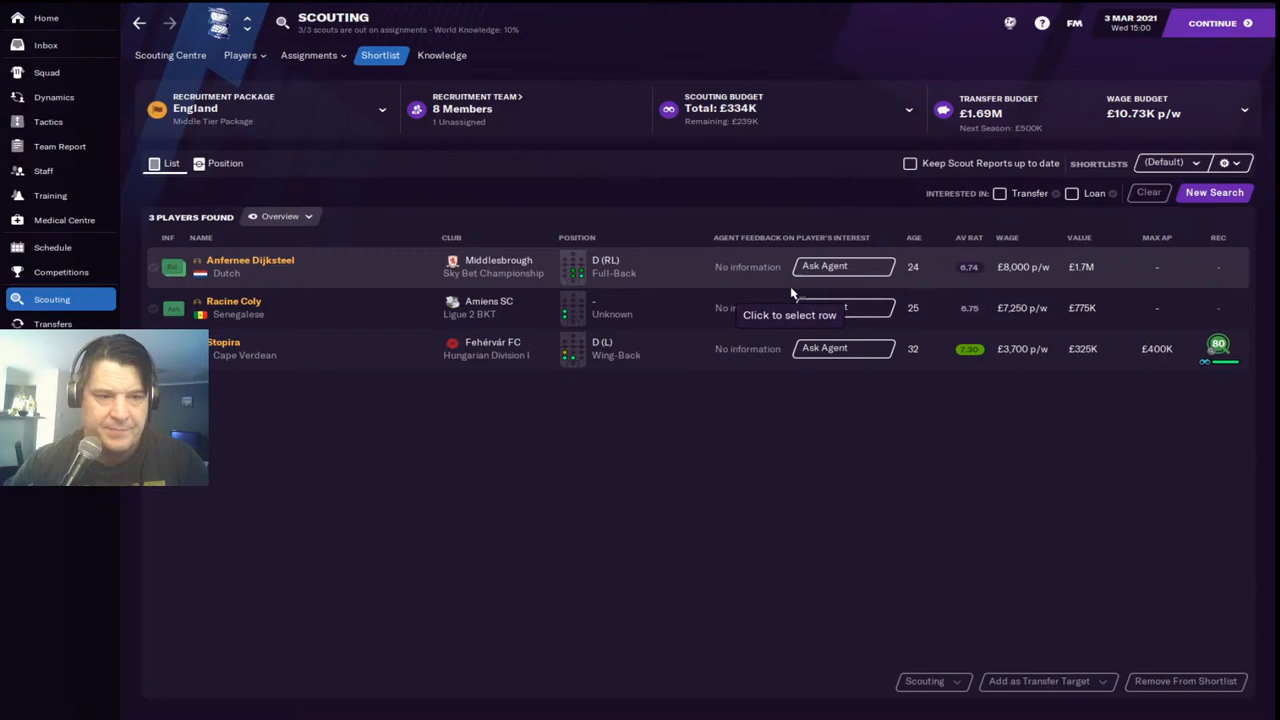 Home
SCOUTING
3/3 scouts are out on assignments - World Knowledge: 10%
FM
3 MAR 2021
Wed 15:00
CONTINUE
Inbox
Squad
Dynamics
Tactics
Team Report
Staff
Training
Medical Centre
Schedule
Competitions
Scouting
Transfers
Scouting Centre Players Assignments Shortlist Knowledge
RECRUITMENT PACKAGE
England
Middle Tier Package
RECRUITMENT TEAM >
8 Members
1 Unassigned
SCOUTING BUDGET
Total: £334K
Remaining: £239K
TRANSFER BUDGET
£1.69M
Next Season: £500K
WAGE BUDGET
£10.73K p/w
List Position
Keep Scout Reports up to date SHORTLISTS (Default)
INTERESTED IN: Transfer Loan Clear New Search
3 PLAYERS FOUND Overview
INF NAME CLUB POSITION AGENT FEEDBACK ON PLAYER'S INTEREST AGE AV RAT WAGE VALUE MAX AP REC
Anfernee Dijksteel Middlesbrough D (RL)
Dutch Sky Bet Championship Full-Back
No information Ask Agent 24 6.74 £8,000 p/w £1.7M - -
Ask Racine Coly Amiens SC -
Senegalese Ligue 2 BKT Unknown
25 6.75 £7,250 p/w £775K - -
Click to select row
Stopira Fehérvár FC D (L)
Cape Verdean Hungarian Division I Wing-Back
No information Ask Agent 32 7.30 £3,700 p/w £325K £400K 80
Scouting Add as Transfer Target Remove From Shortlist